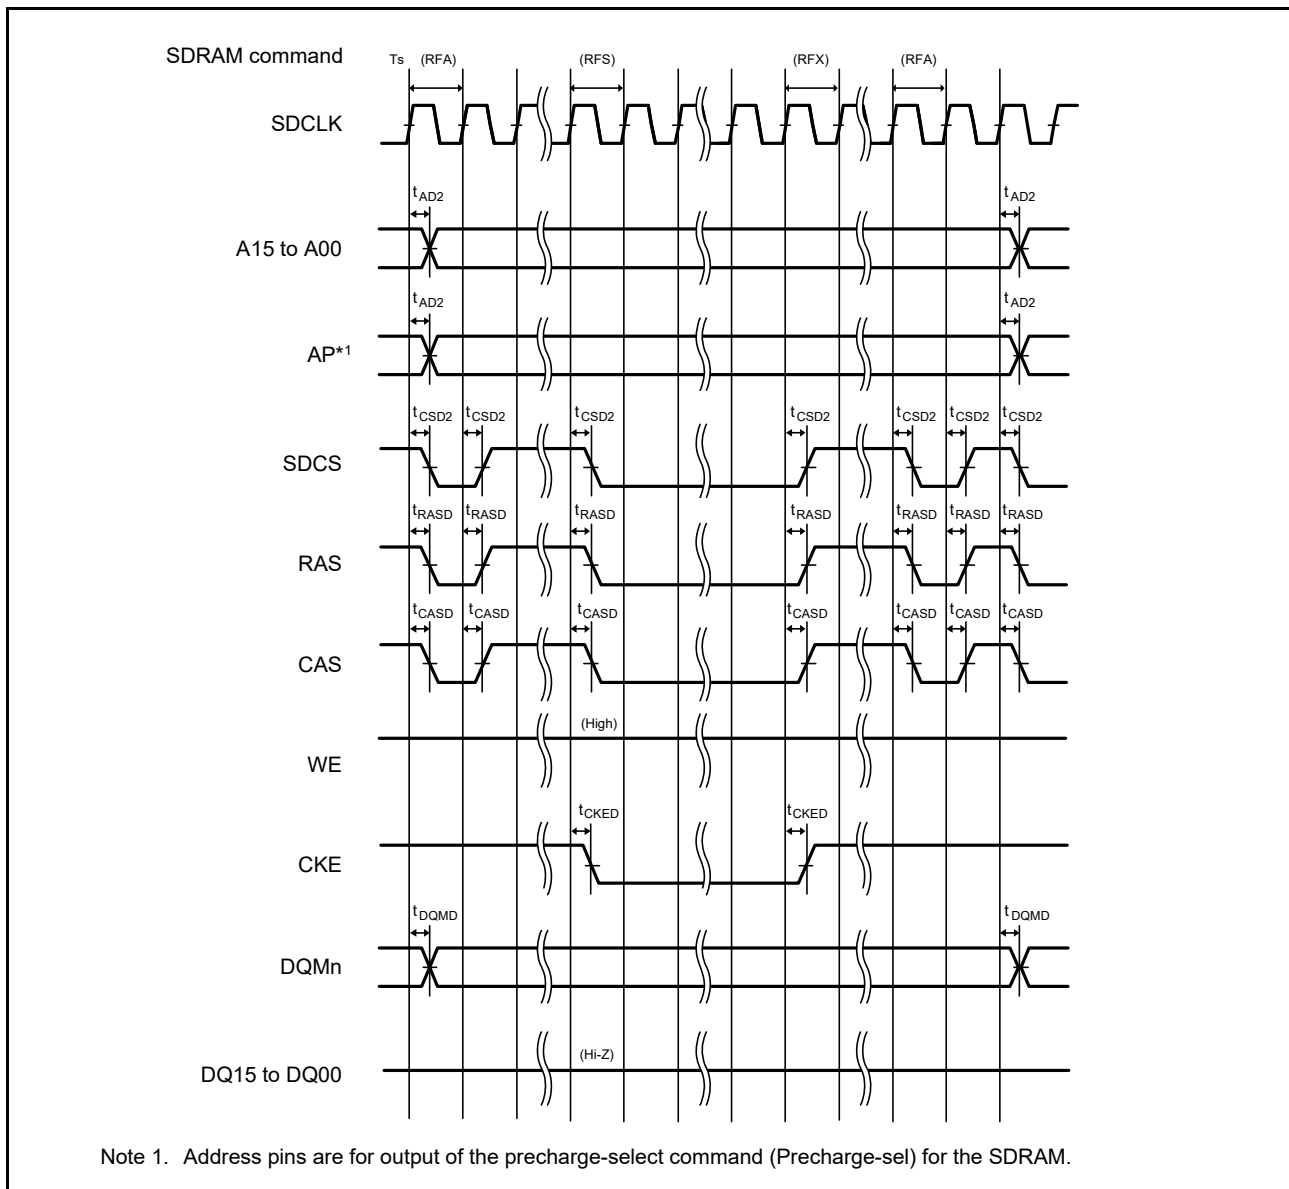 SDRAM command Ts (RFA) (RFS) (RFX) (RFA)
SDCLK
tAD2 tAD2
A15 to A00
tAD2 tAD2
AP*1
tCSD2 tCSD2 tCSD2 tCSD2 tCSD2 tCSD2 tCSD2
SDCS
tRASD tRASD tRASD tRASD tRASD tRASD tRASD
RAS
tCASD tCASD tCASD tCASD tCASD tCASD tCASD
CAS
(High)
WE
tCKED tCKED
CKE
tDQMD tDQMD
DQMn
(Hi-Z)
DQ15 to DQ00
Note 1. Address pins are for output of the precharge-select command (Precharge-sel) for the SDRAM.